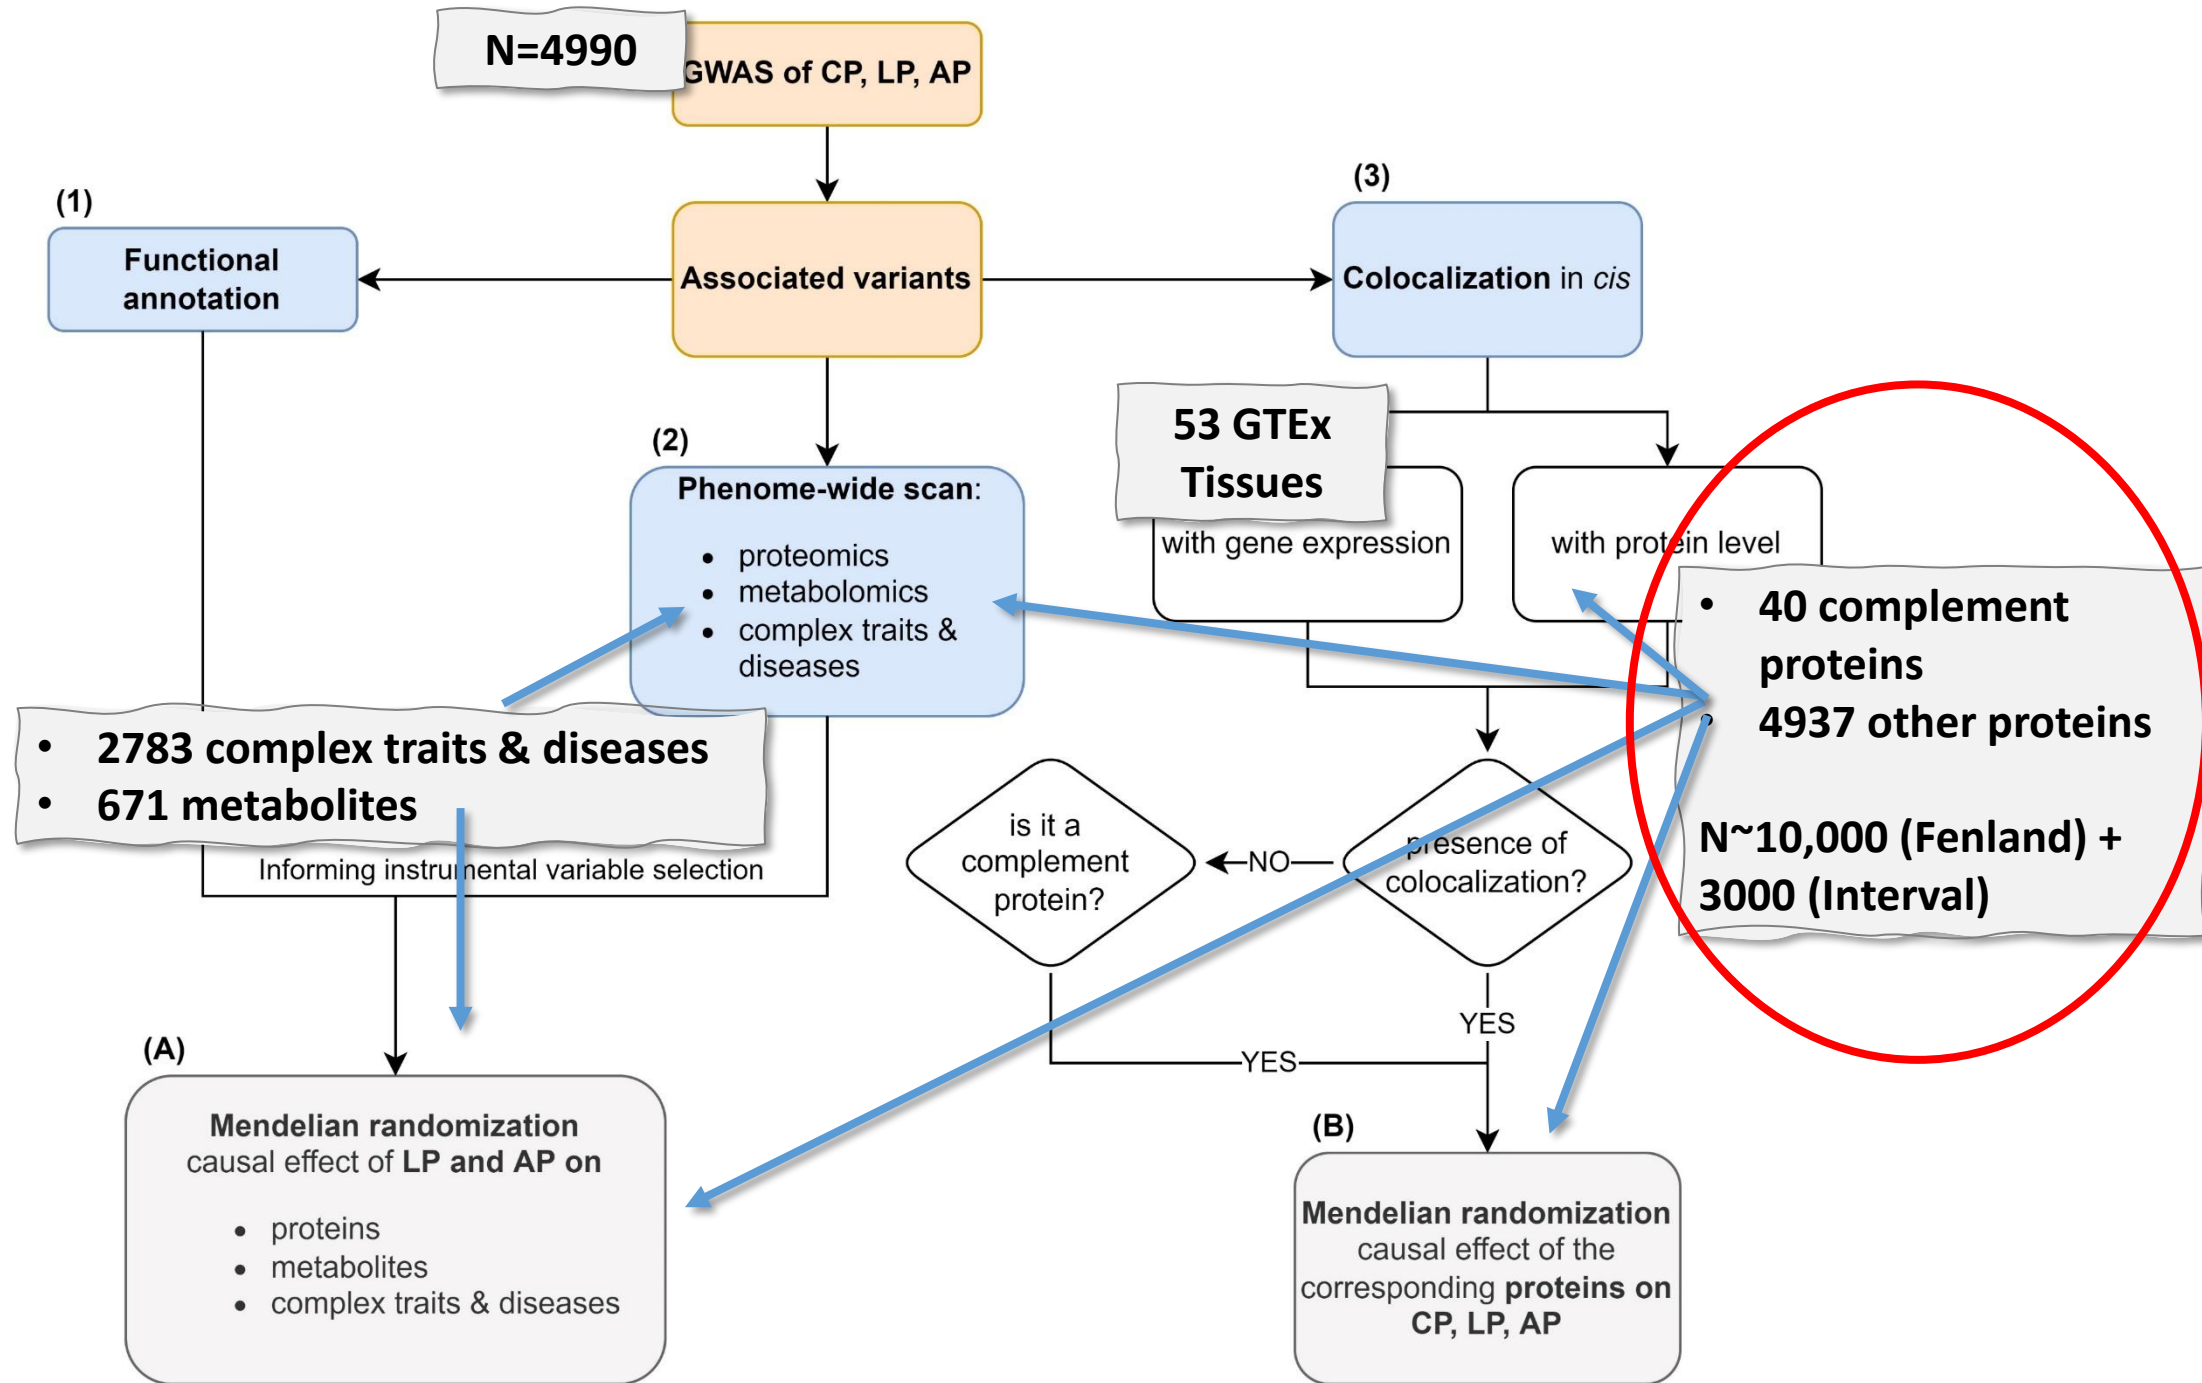 N=4990
GWAS of CP, LP, AP
(1)
(3)
Functional
annotation
Associated variants
Colocalization in cis
53 GTEx
Tissues
(2)
Phenome-wide scan:
• proteomics
• metabolomics
• complex traits &
diseases
with gene expression
with protein level
• 40 complement
proteins
• 4937 other proteins
N~10,000 (Fenland) +
3000 (Interval)
• 2783 complex traits & diseases
• 671 metabolites
Informing instrumental variable selection
is it a
complement
protein?
NO
presence of
colocalization?
YES
YES
(A)
Mendelian randomization
causal effect of LP and AP on
• proteins
• metabolites
• complex traits & diseases
(B)
Mendelian randomization
causal effect of the
corresponding proteins on
CP, LP, AP